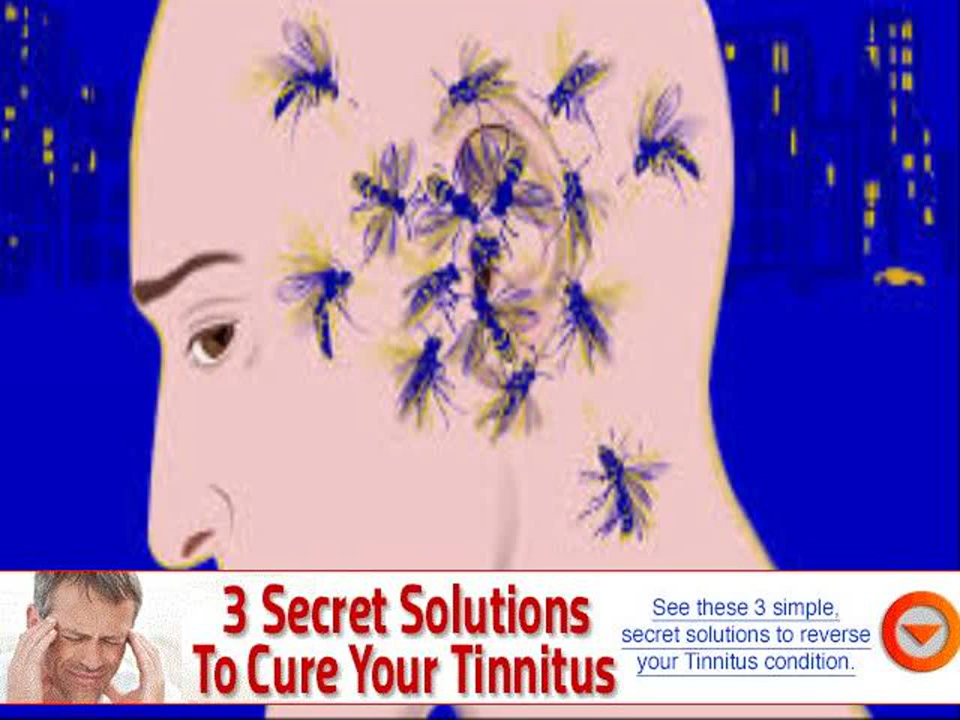 3 Secret Solutions
To Cure Your Tinnitus
See these 3 simple,
secret solutions to reverse
your Tinnitus condition.